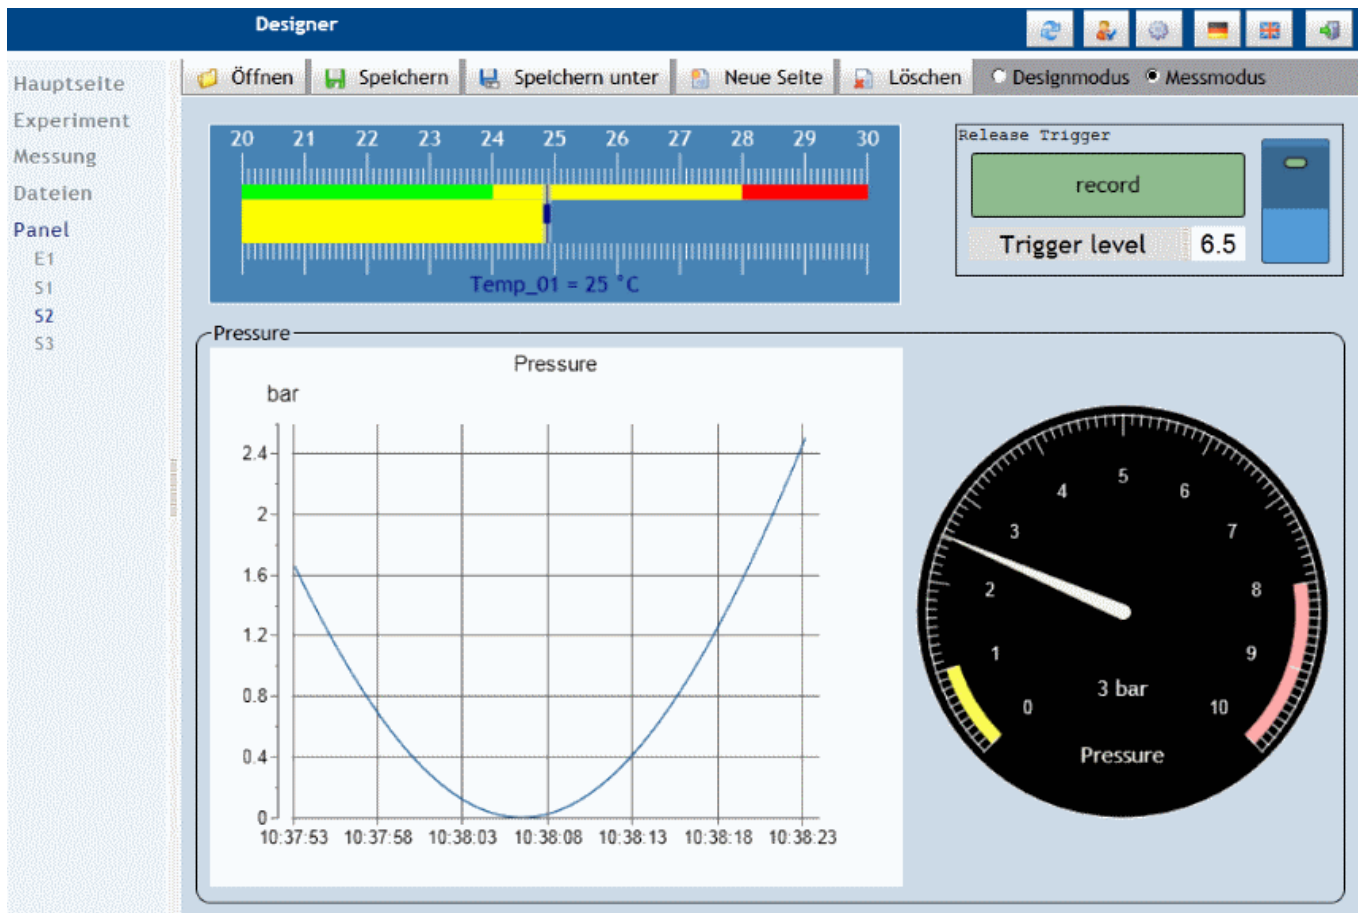 Designer
Hauptseite
Experiment
Messung
Dateien
Panel
E1
S1
S2
S3
Öffnen Speichern Speichern unter Neue Seite Löschen Designmodus Messmodus
20 21 22 23 24 25 26 27 28 29 30
Temp_01 = 25 °C
Release Trigger
record
Trigger level 6.5
Pressure
Pressure
bar
2.4
2
1.6
1.2
0.8
0.4
0
10:37:53 10:37:58 10:38:03 10:38:08 10:38:13 10:38:18 10:38:23
0 1 2 3 4 5 6 7 8 9 10
3 bar
Pressure